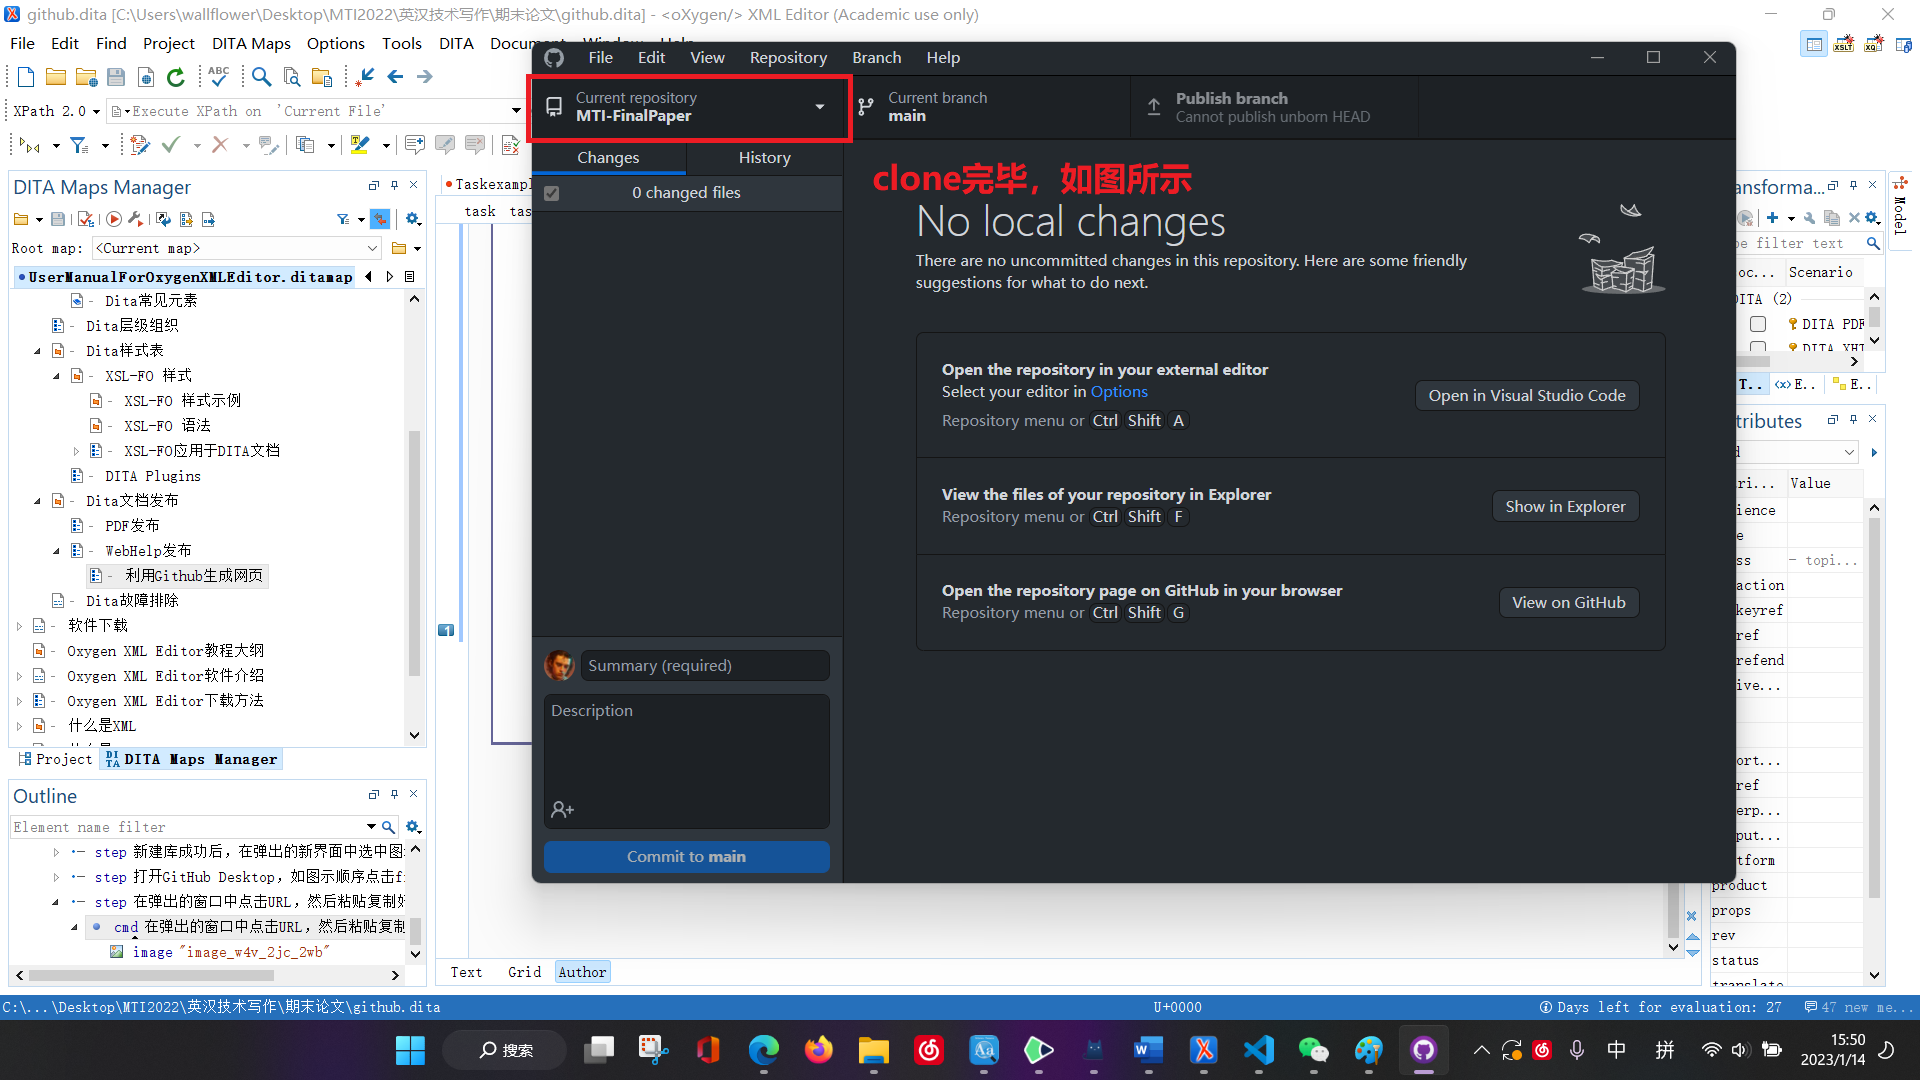 github.dita [C:\Users\wallflower\Desktop\MTI2022\英汉技术写作\期末论文\github.dita] - <oXygen/> XML Editor (Academic use only)
File Edit Find Project DITA Maps Options Tools DITA
XPath 2.0
Execute XPath on 'Current File'
File Edit View Repository Branch Help
Current repository
MTI-FinalPaper
Current branch
main
Publish branch
Cannot publish unborn HEAD
Changes
History
0 changed files
clone完毕，如图所示
No local changes
There are no uncommitted changes in this repository. Here are some friendly
suggestions for what to do next.
Open the repository in your external editor
Select your editor in Options
Repository menu or Ctrl Shift A
Open in Visual Studio Code
View the files of your repository in Explorer
Repository menu or Ctrl Shift F
Show in Explorer
Open the repository page on GitHub in your browser
Repository menu or Ctrl Shift G
View on GitHub
Summary (required)
Description
Commit to main
DITA Maps Manager
Root map: <Current map>
UserManualForOxygenXMLEditor.ditamap
Dita常见元素
Dita层级组织
Dita样式表
XSL-FO 样式
XSL-FO 样式示例
XSL-FO 语法
XSL-FO应用于DITA文档
DITA Plugins
Dita文档发布
PDF发布
WebHelp发布
利用Github生成网页
Dita故障排除
软件下载
Oxygen XML Editor教程大纲
Oxygen XML Editor软件介绍
Oxygen XML Editor下载方法
什么是XML
Project
DITA Maps Manager
Outline
Element name filter
step 新建库成功后，在弹出的新界面中选中图
step 打开GitHub Desktop，如图示顺序点击f
step 在弹出的窗口中点击URL，然后粘贴复制好
cmd 在弹出的窗口中点击URL，然后粘贴复制
image "image_w4v_2jc_2wb"
Taskexampl
task tas
Text Grid Author
Model
Scenario
DITA (2)
DITA PDF
DITA XHT
T.. E.. E..
Value
topi...
product
props
rev
status
C:\...\Desktop\MTI2022\英汉技术写作\期末论文\github.dita
U+0000
Days left for evaluation: 27
47 new me...
搜索
中
拼
15:50
2023/1/14